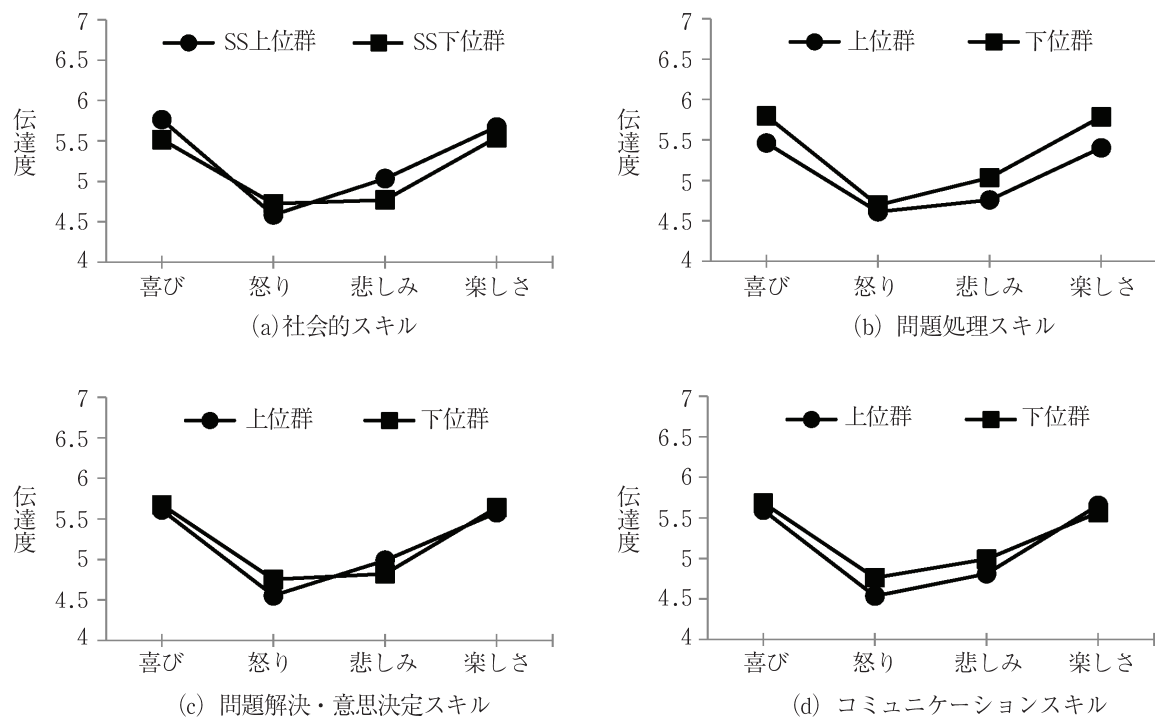 7
6.5
6
5.5
5
4.5
4
伝達度
SS上位群 SS下位群
喜び 怒り 悲しみ 楽しさ
(a)社会的スキル
7
6.5
6
5.5
5
4.5
4
伝達度
上位群 下位群
喜び 怒り 悲しみ 楽しさ
(b) 問題処理スキル
7
6.5
6
5.5
5
4.5
4
伝達度
上位群 下位群
喜び 怒り 悲しみ 楽しさ
(c) 問題解決・意思決定スキル
7
6.5
6
5.5
5
4.5
4
伝達度
上位群 下位群
喜び 怒り 悲しみ 楽しさ
(d) コミュニケーションスキル